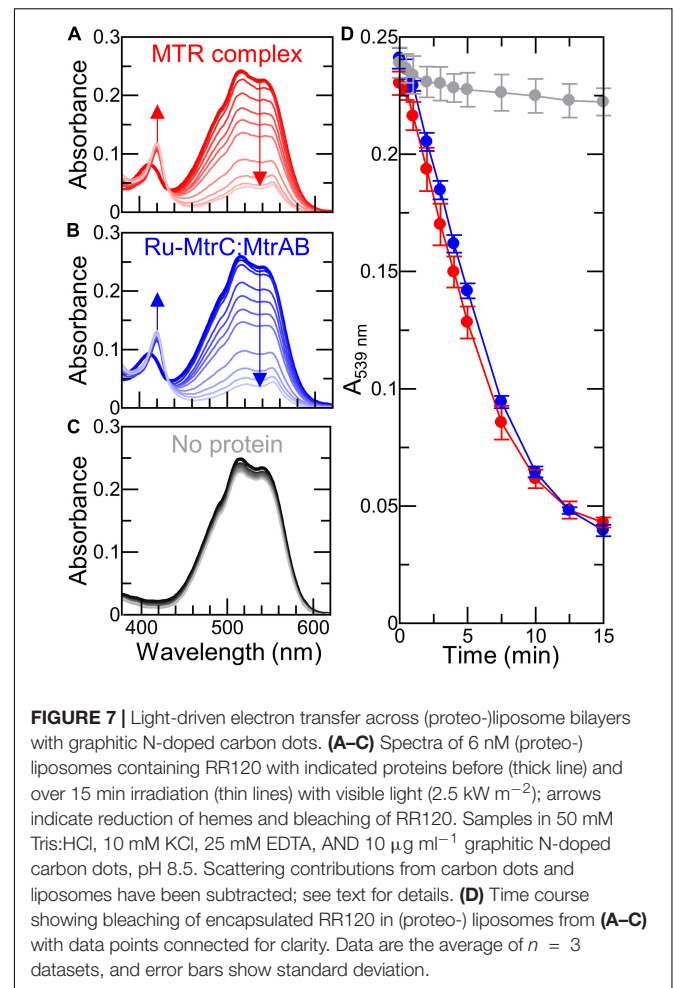 A
0.3
MTR complex
0.2
0.1
0
Absorbance
B
0.3
Ru-MtrC:MtrAB
0.2
0.1
0
Absorbance
C
0.3
No protein
0.2
0.1
0
Absorbance
400 500 600
Wavelength (nm)
D
0.25
0.2
0.15
0.1
0.05
0
A539 nm
0 5 10 15
Time (min)
FIGURE 7 | Light-driven electron transfer across (proteo-)liposome bilayers
with graphitic N-doped carbon dots. (A–C) Spectra of 6 nM (proteo-)
liposomes containing RR120 with indicated proteins before (thick line) and
over 15 min irradiation (thin lines) with visible light (2.5 kW m−2); arrows
indicate reduction of hemes and bleaching of RR120. Samples in 50 mM
Tris:HCl, 10 mM KCl, 25 mM EDTA, AND 10 μg ml−1 graphitic N-doped
carbon dots, pH 8.5. Scattering contributions from carbon dots and
liposomes have been subtracted; see text for details. (D) Time course
showing bleaching of encapsulated RR120 in (proteo-) liposomes from (A–C)
with data points connected for clarity. Data are the average of n = 3
datasets, and error bars show standard deviation.